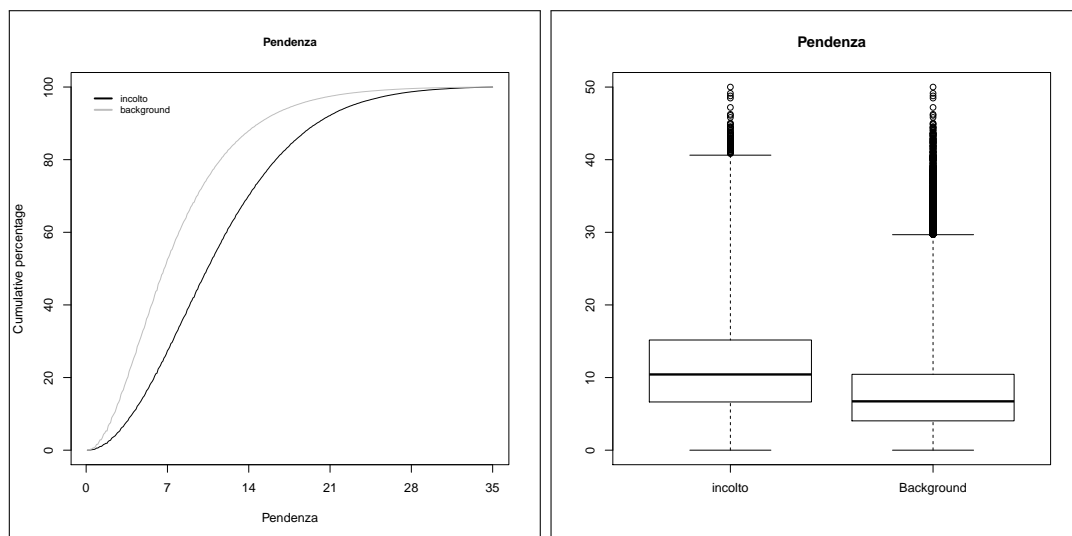 Pendenza
incolto
background
Cumulative percentage
100
80
60
40
20
0
0 7 14 21 28 35
Pendenza
Pendenza
50
40
30
20
10
0
incolto Background